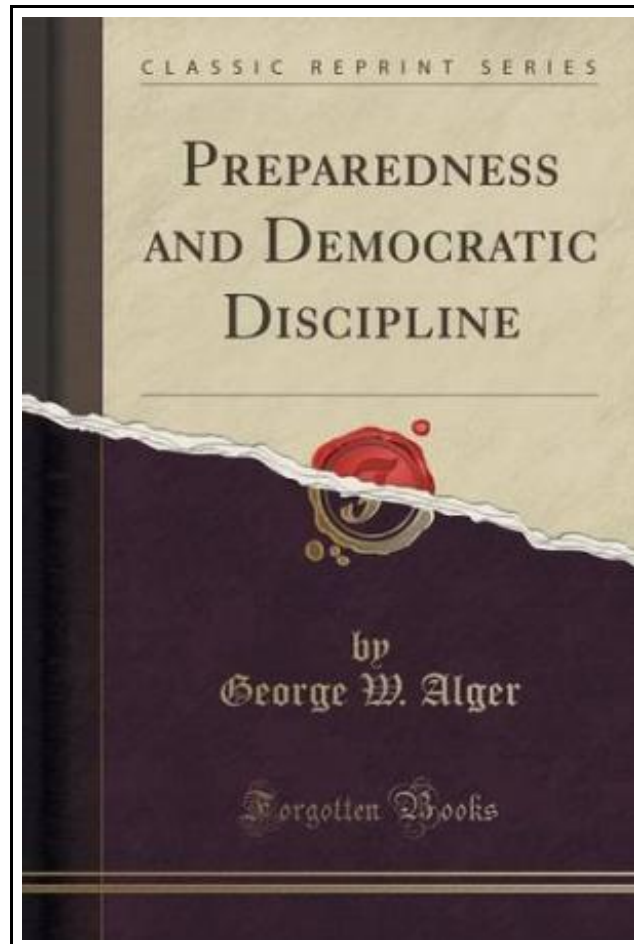 CLASSIC REPRINT SERIES
PREPAREDNESS
AND DEMOCRATIC
DISCIPLINE
by
George W. Alger
Forgotten Books